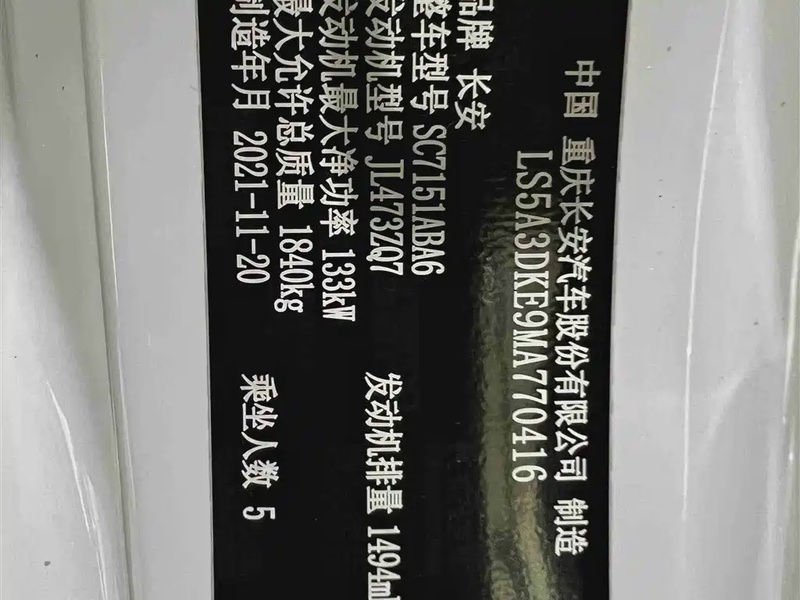 中国 重庆长安汽车股份有限公司 制造
LS5A3DKE9MA770416
品牌 长安
整车型号 SC7151ABA6
发动机型号 JL473ZQ7 发动机排量 1494ml
发动机最大净功率 133kW
最大允许总质量 1840kg
制造年月 2021-11-20 乘坐人数 5